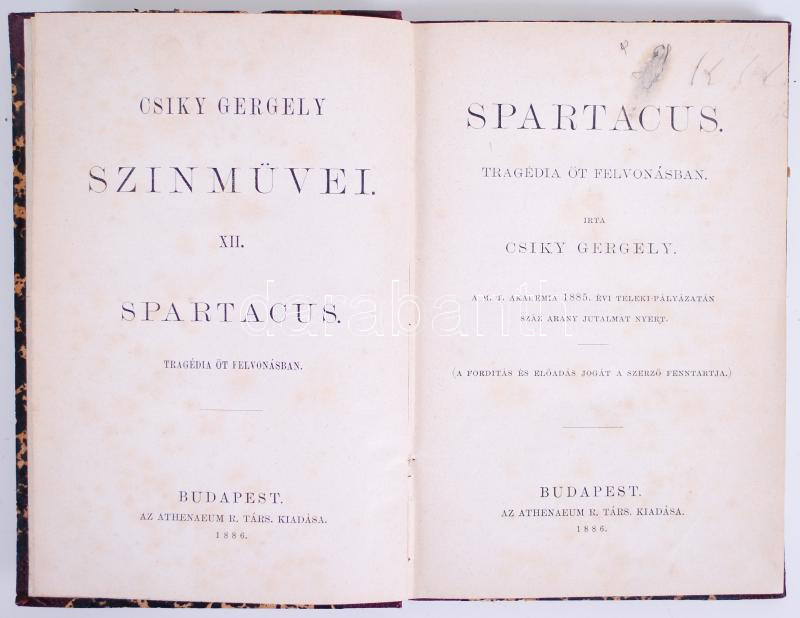 CSIKY GERGELY
SZINMÜVEI.
XII.
SPARTACUS.
TRAGÉDIA ÖT FELVONÁSBAN.
BUDAPEST.
AZ ATHENAEUM R. TÁRS. KIADÁSA.
1886.
SPARTACUS.
TRAGÉDIA ÖT FELVONÁSBAN.
IRTA
CSIKY GERGELY.
A M. T. AKADÉMIA 1885. ÉVI TELEKI-PÁLYÁZATÁN
SZÁZ ARANY JUTALMAT NYERT.
(A FORDITÁS ÉS ELŐADÁS JOGÁT A SZERZŐ FENNTARTJA.)
BUDAPEST.
AZ ATHENAEUM R. TÁRS. KIADÁSA.
1886.
darabanth